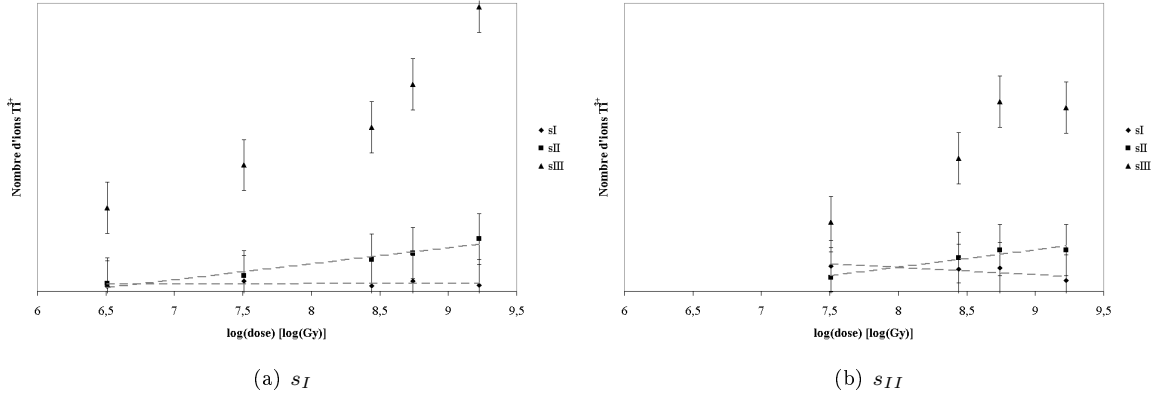 Nombre d'ions Ti3+
sI
sII
sIII
6 6,5 7 7,5 8 8,5 9 9,5
log(dose) [log(Gy)]
(a) sI
Nombre d'ions Ti3+
sI
sII
sIII
6 6,5 7 7,5 8 8,5 9 9,5
log(dose) [log(Gy)]
(b) sII